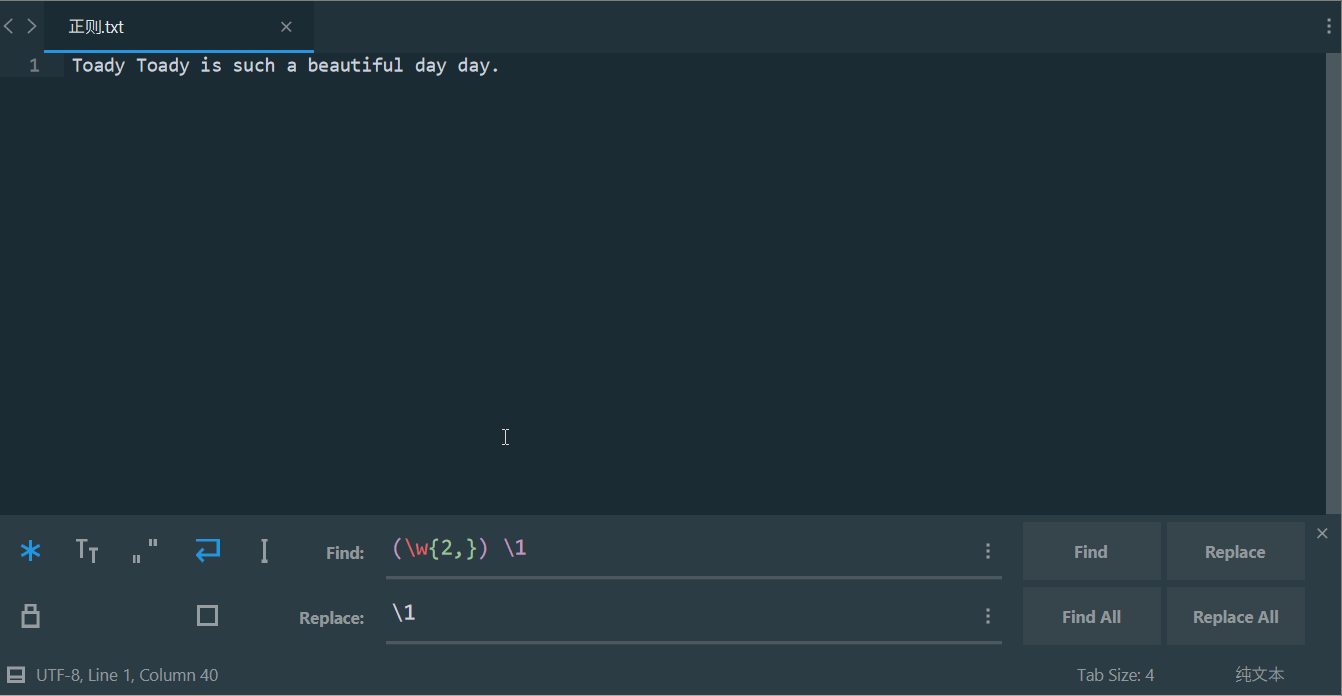 正则.txt
1 Toady Toady is such a beautiful day day.
Find: (\w{2,}) \1 Find Replace
Replace: \1 Find All Replace All
UTF-8, Line 1, Column 40 Tab Size: 4 纯文本